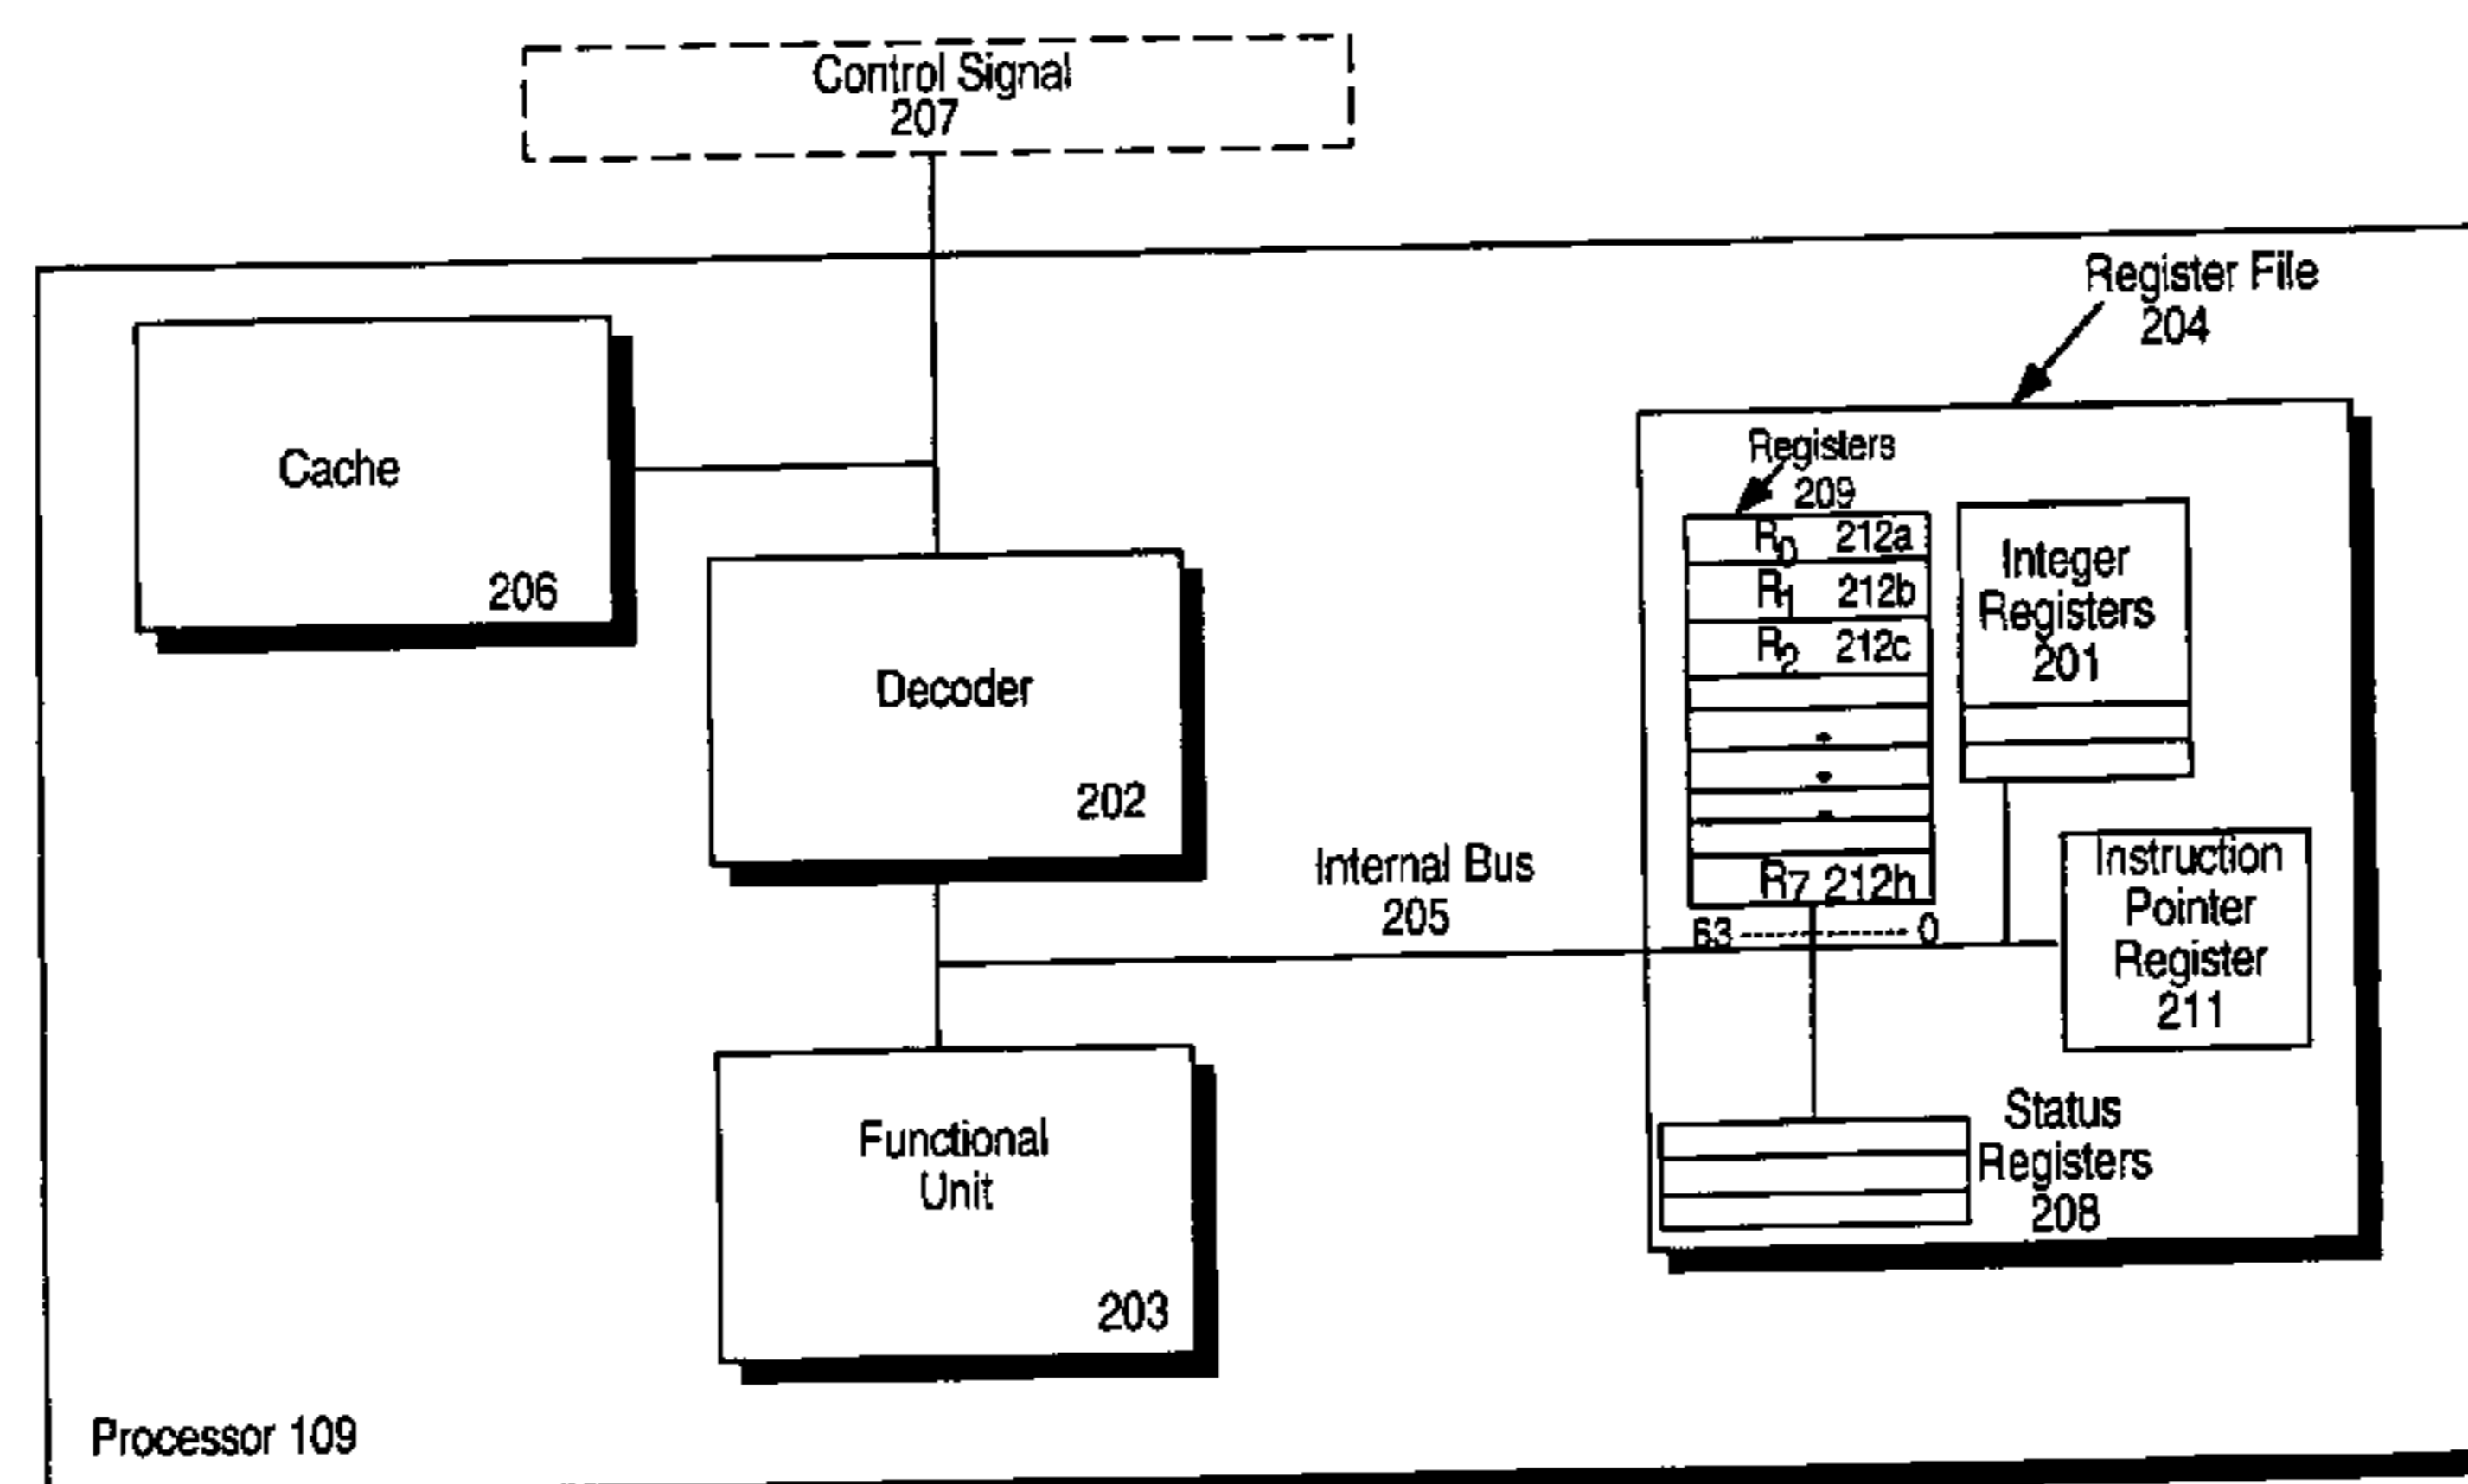 Control Signal
207
Register File
204
Cache
206
Registers
209
R0 212a
R1 212b
R2 212c
R7 212h
63 0
Integer
Registers
201
Decoder
202
Internal Bus
205
Instruction
Pointer
Register
211
Functional
Unit
203
Status
Registers
208
Processor 109